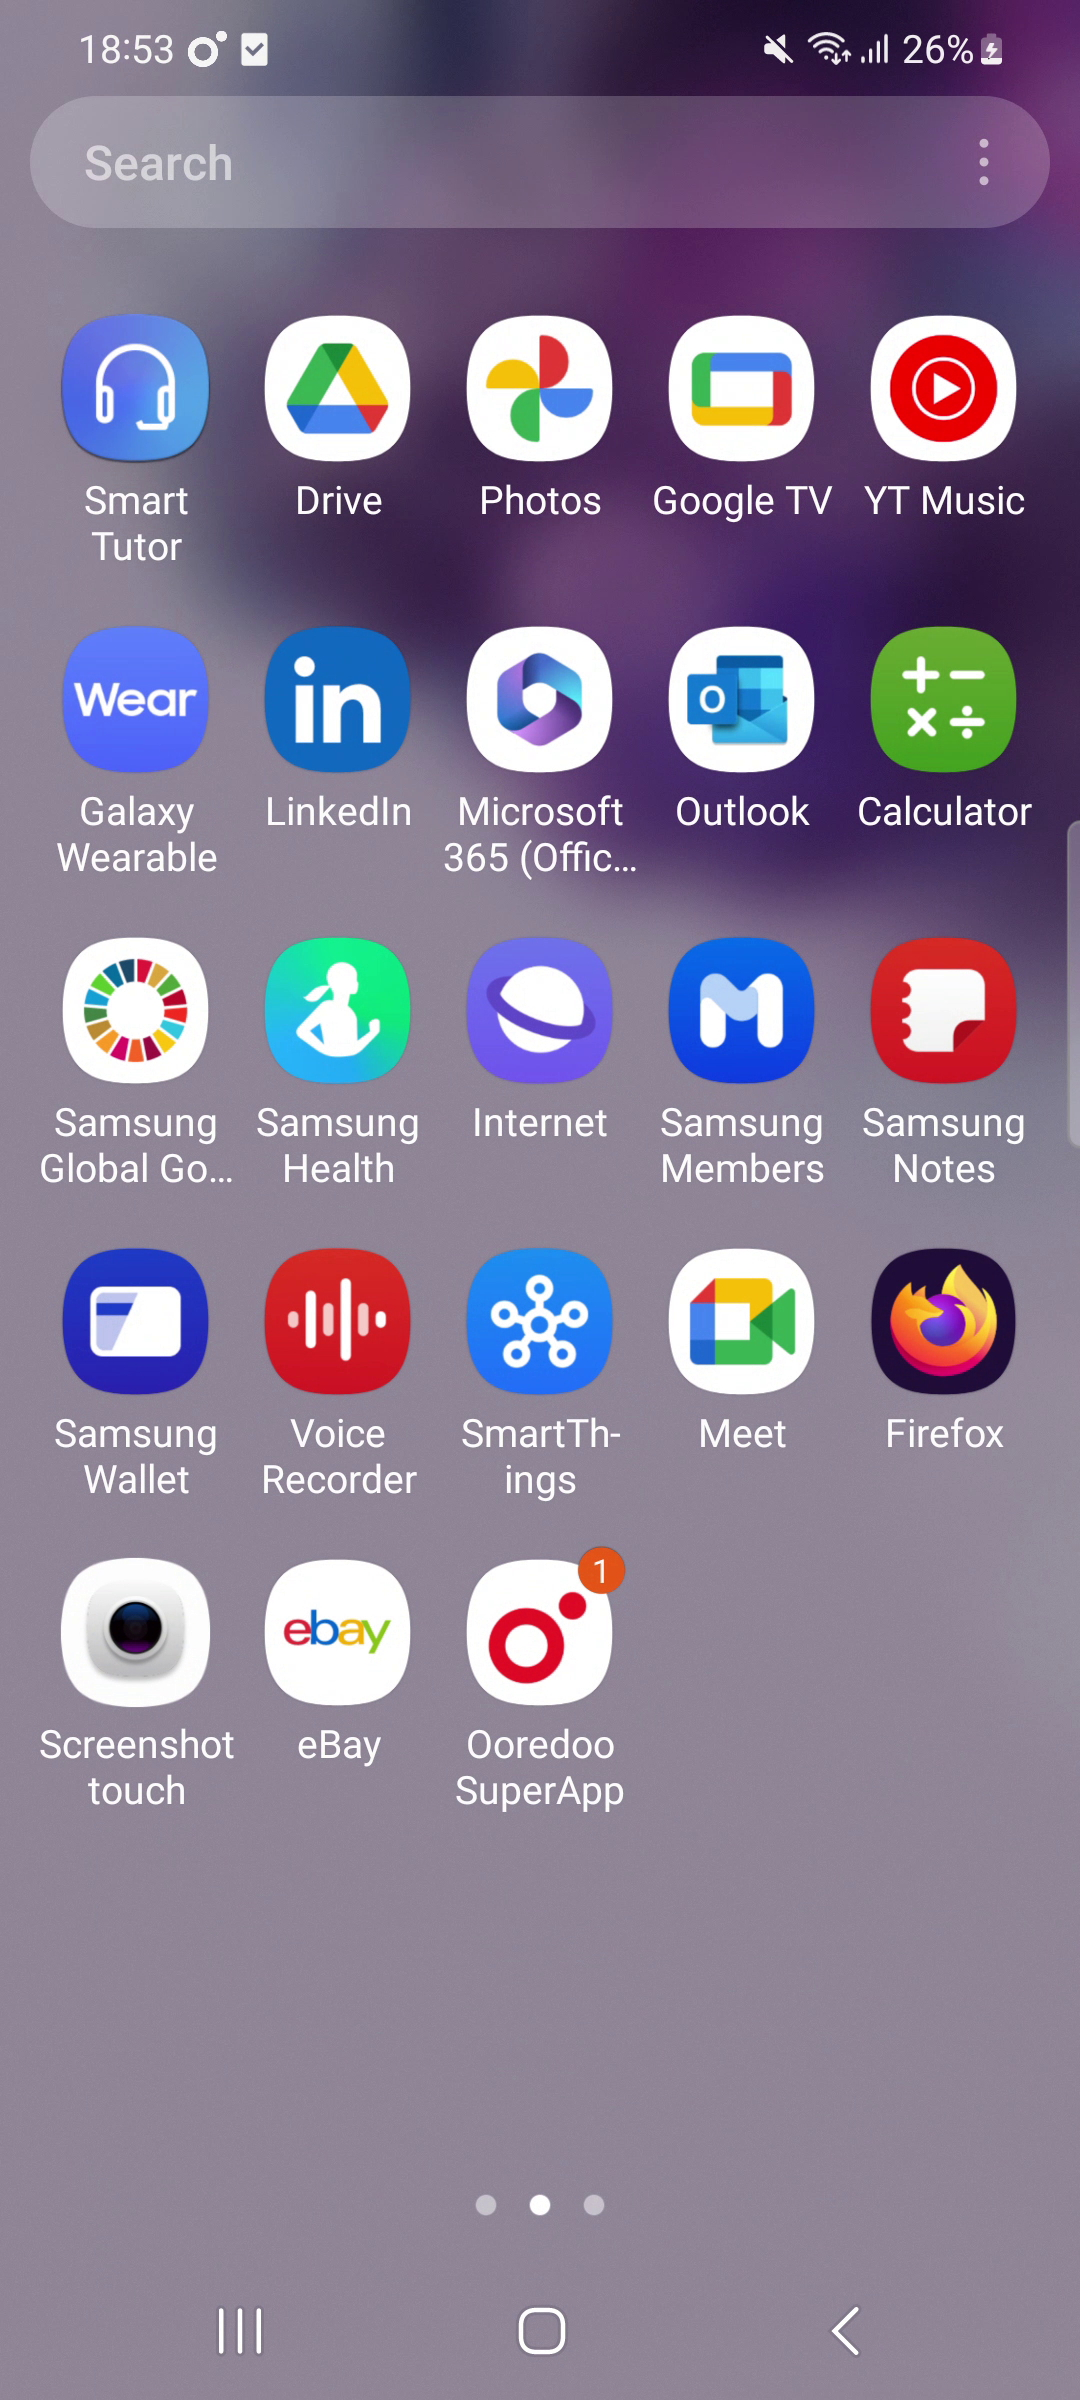 18:53
26%
Search
Smart
Tutor
Drive
Photos
Google TV
YT Music
Wear
in
O
Galaxy
Wearable
LinkedIn
Microsoft
365 (Offic...
Outlook
Calculator
Samsung
Global Go...
Samsung
Health
Internet
Samsung
Members
Samsung
Notes
Samsung
Wallet
Voice
Recorder
SmartTh-
ings
Meet
Firefox
ebay
1
Screenshot
touch
eBay
Ooredoo
SuperApp